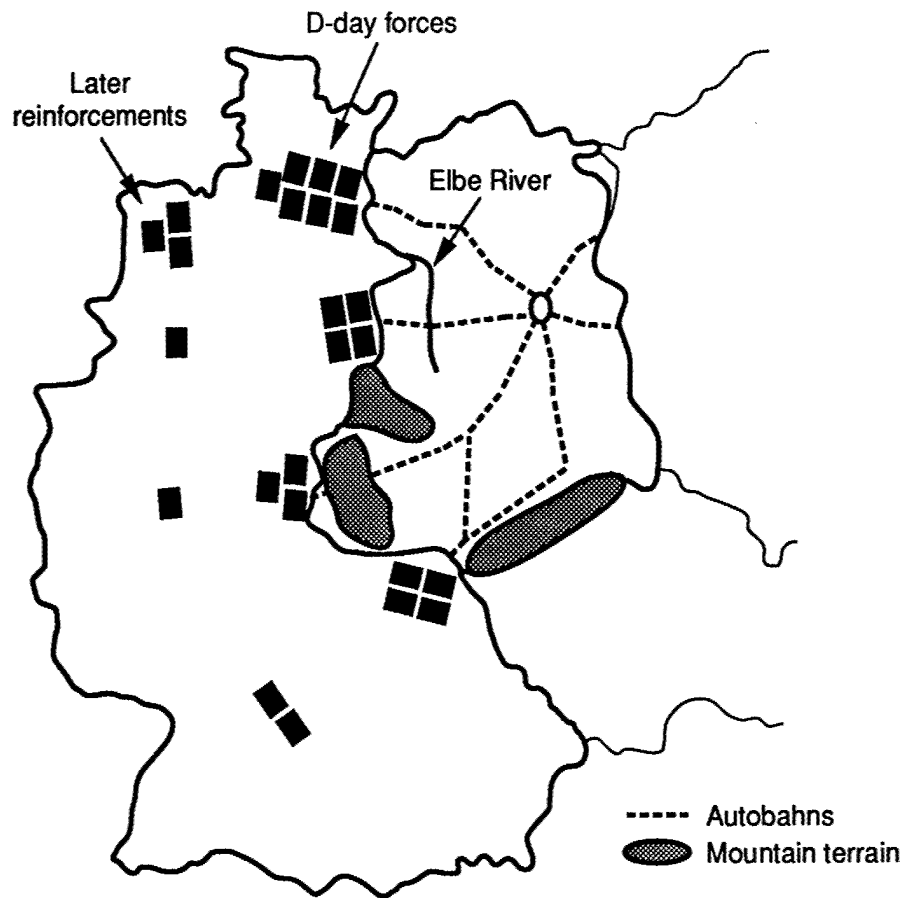 D-day forces
Later
reinforcements
Elbe River
Autobahns
Mountain terrain